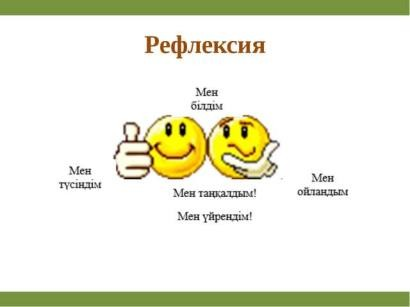 Рефлексия
Мен
білдім
Мен
түсіндім
Мен таңқалдым!
Мен
ойландым
Мен үйрендім!